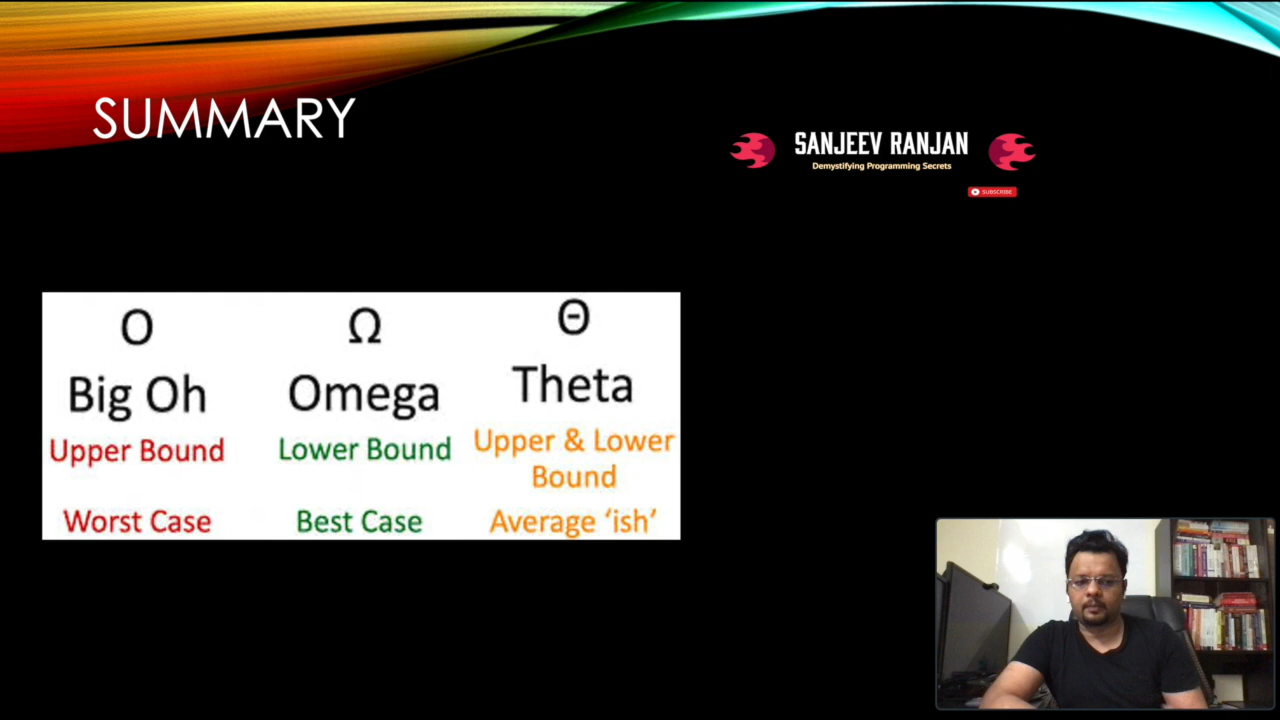 SUMMARY
SANJEEV RANJAN
Demystifying Programming Secrets
SUBSCRIBE
O
Big Oh
Upper Bound
Worst Case
Ω
Omega
Lower Bound
Best Case
Θ
Theta
Upper & Lower
Bound
Average ‘ish’